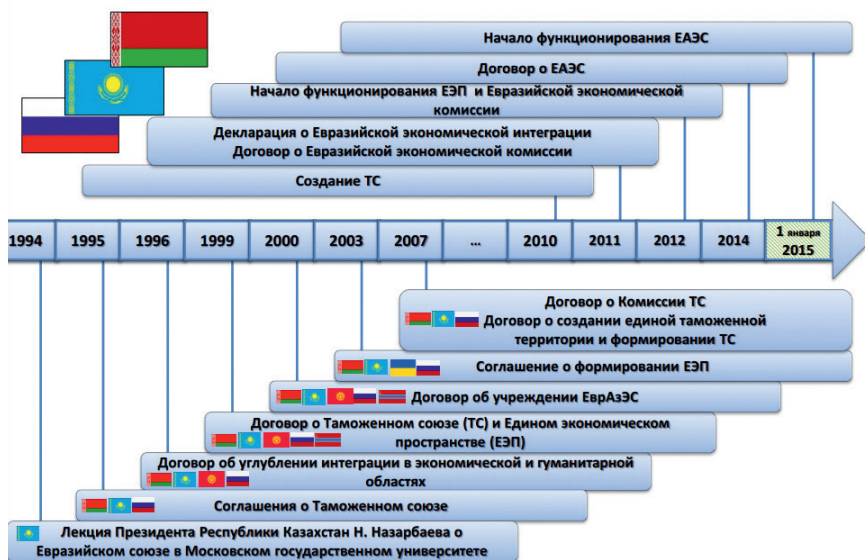 Начало функционирования ЕАЭС
Договор о ЕАЭС
Начало функционирования ЕЭП и Евразийской экономической
комиссии
Декларация о Евразийской экономической интеграции
Договор о Евразийской экономической комиссии
Создание ТС
1994
1995
1996
1999
2000
2003
2007
...
2010
2011
2012
2014
1 января
2015
Договор о Комиссии ТС
Договор о создании единой таможенной
территории и формировании ТС
Соглашение о формировании ЕЭП
Договор об учреждении ЕврАзЭС
Договор о Таможенном союзе (ТС) и Едином экономическом
пространстве (ЕЭП)
Договор об углублении интеграции в экономической и гуманитарной
областях
Соглашения о Таможенном союзе
Лекция Президента Республики Казахстан Н. Назарбаева о
Евразийском союзе в Московском государственном университете